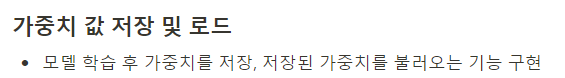 가중치 값 저장 및 로드
• 모델 학습 후 가중치를 저장, 저장된 가중치를 불러오는 기능 구현